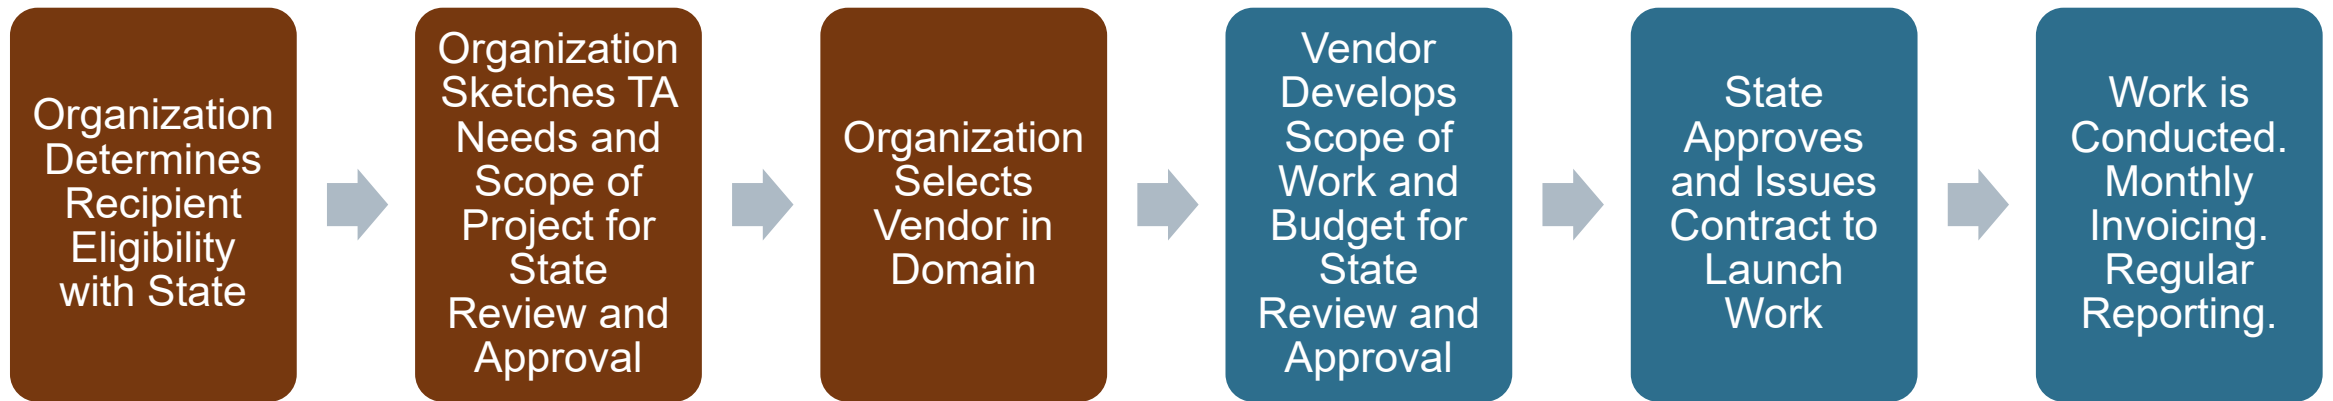 Organization
Determines
Recipient
Eligibility
with State
Organization
Sketches TA
Needs and
Scope of
Project for
State
Review and
Approval
Organization
Selects
Vendor in
Domain
Vendor
Develops
Scope of
Work and
Budget for
State
Review and
Approval
State
Approves
and Issues
Contract to
Launch
Work
Work is
Conducted.
Monthly
Invoicing.
Regular
Reporting.